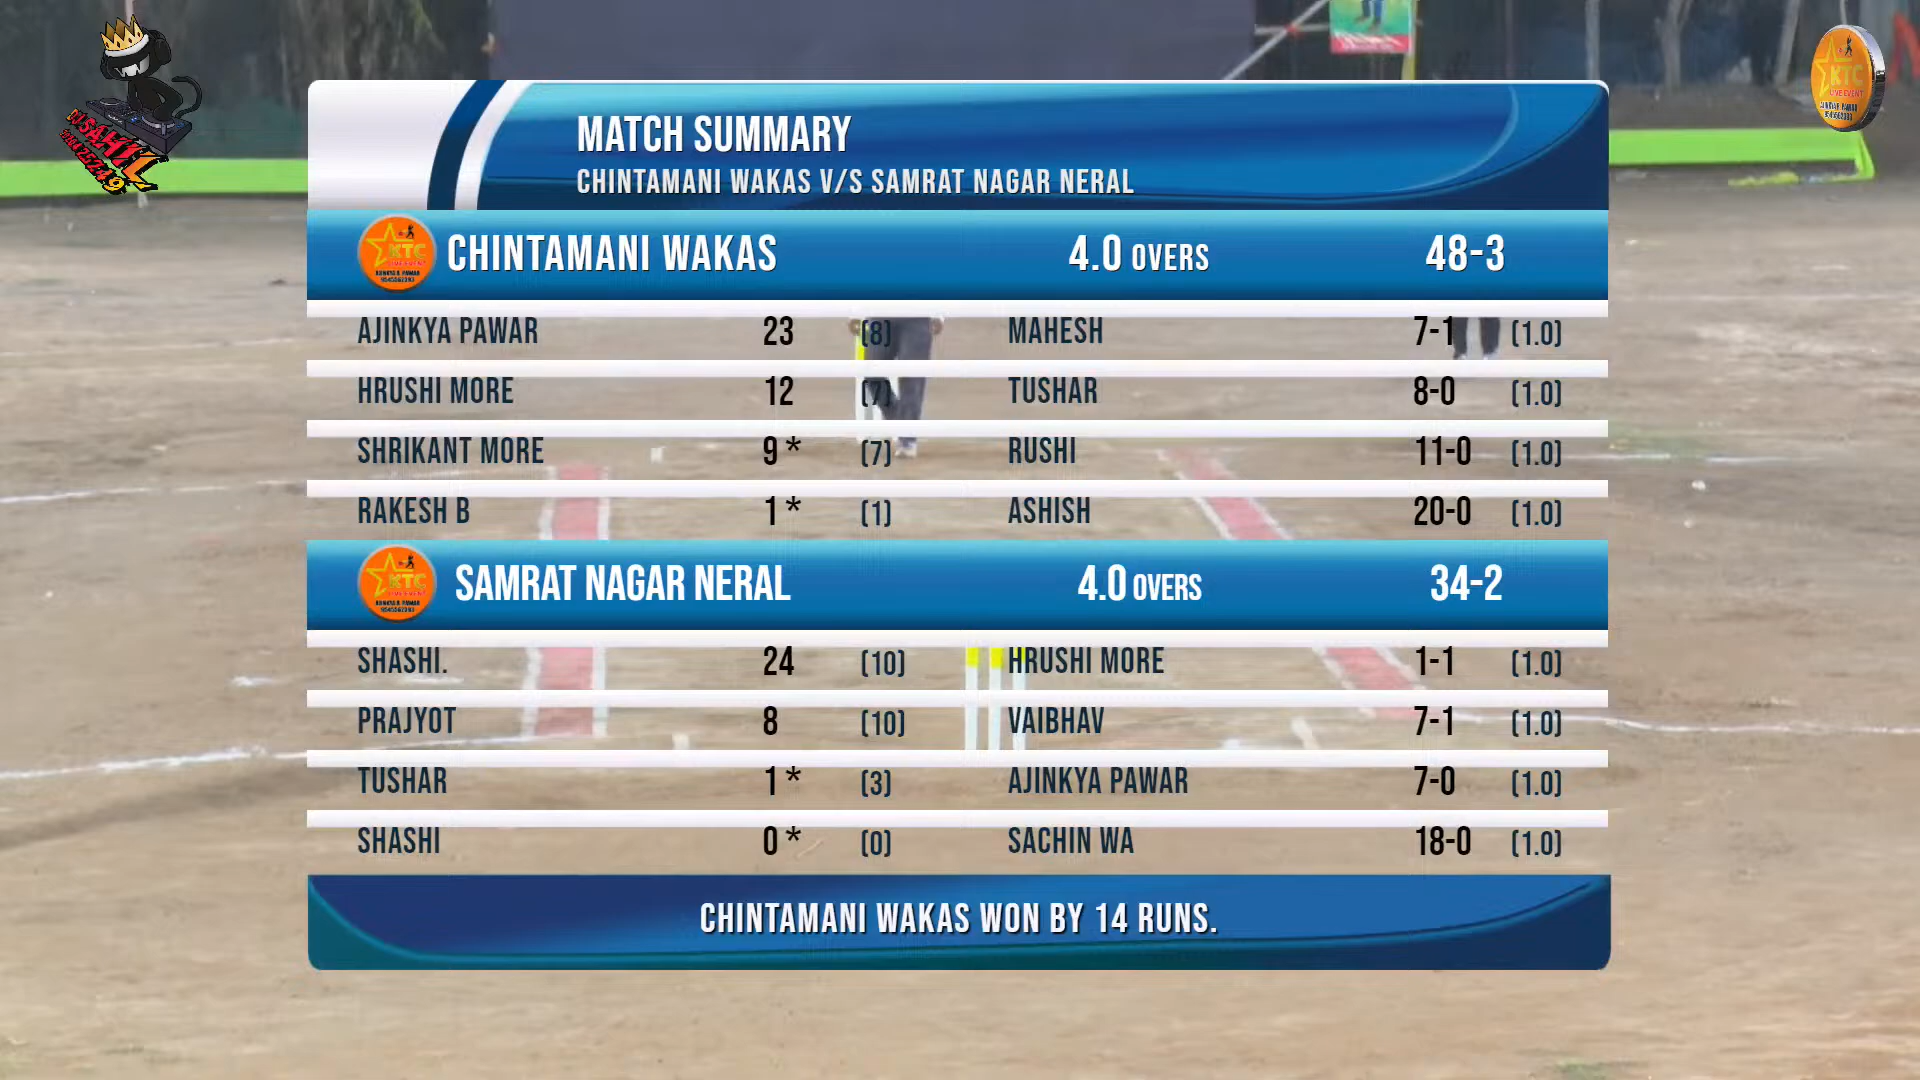 MATCH SUMMARY
CHINTAMANI WAKAS V/S SAMRAT NAGAR NERAL
CHINTAMANI WAKAS 4.0 OVERS 48-3
AJINKYA PAWAR 23 (8) MAHESH 7-1 (1.0)
HRUSHI MORE 12 (7) TUSHAR 8-0 (1.0)
SHRIKANT MORE 9 * (7) RUSHI 11-0 (1.0)
RAKESH B 1 * (1) ASHISH 20-0 (1.0)
SAMRAT NAGAR NERAL 4.0 OVERS 34-2
SHASHI. 24 (10) HRUSHI MORE 1-1 (1.0)
PRAJYOT 8 (10) VAIBHAV 7-1 (1.0)
TUSHAR 1 * (3) AJINKYA PAWAR 7-0 (1.0)
SHASHI 0 * (0) SACHIN WA 18-0 (1.0)
CHINTAMANI WAKAS WON BY 14 RUNS.
KTC
LIVE EVENT
KTC
KTC